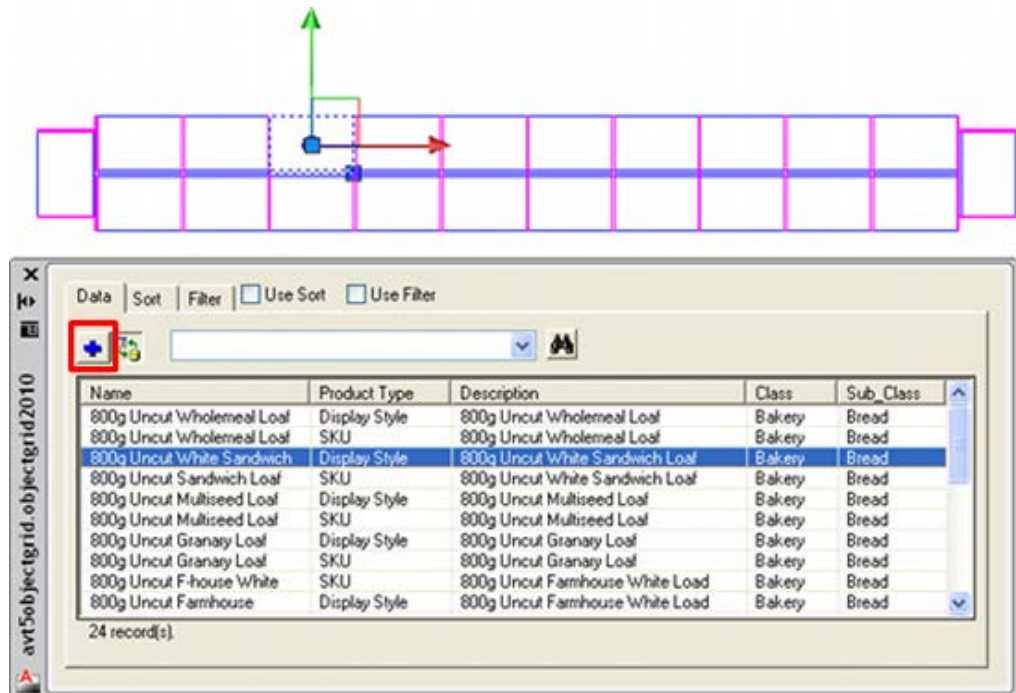 Data Sort Filter Use Sort Use Filter
Name Product Type Description Class Sub_Class
800g Uncut Wholemeal Loaf Display Style 800g Uncut Wholemeal Loaf Bakery Bread
800g Uncut Wholemeal Loaf SKU 800g Uncut Wholemeal Loaf Bakery Bread
800g Uncut White Sandwich Display Style 800g Uncut White Sandwich Loaf Bakery Bread
800g Uncut Sandwich Loaf SKU 800g Uncut White Sandwich Loaf Bakery Bread
800g Uncut Multiseed Loaf Display Style 800g Uncut Multiseed Loaf Bakery Bread
800g Uncut Multiseed Loaf SKU 800g Uncut Multiseed Loaf Bakery Bread
800g Uncut Granary Loaf Display Style 800g Uncut Granary Loaf Bakery Bread
800g Uncut Granary Loaf SKU 800g Uncut Granary Loaf Bakery Bread
800g Uncut F-house White SKU 800g Uncut Farmhouse White Load Bakery Bread
800g Uncut Farmhouse Display Style 800g Uncut Farmhouse White Load Bakery Bread
24 record(s).
avt5objectgrid.objectgrid2010